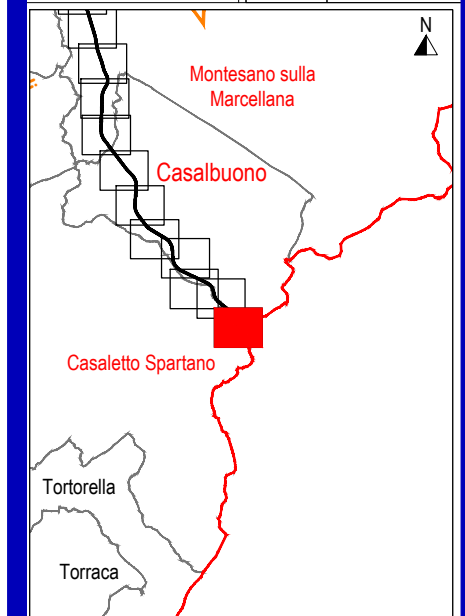 N
Montesano sulla
Marcellana
Casalbuono
Casaletto Spartano
Tortorella
Torraca